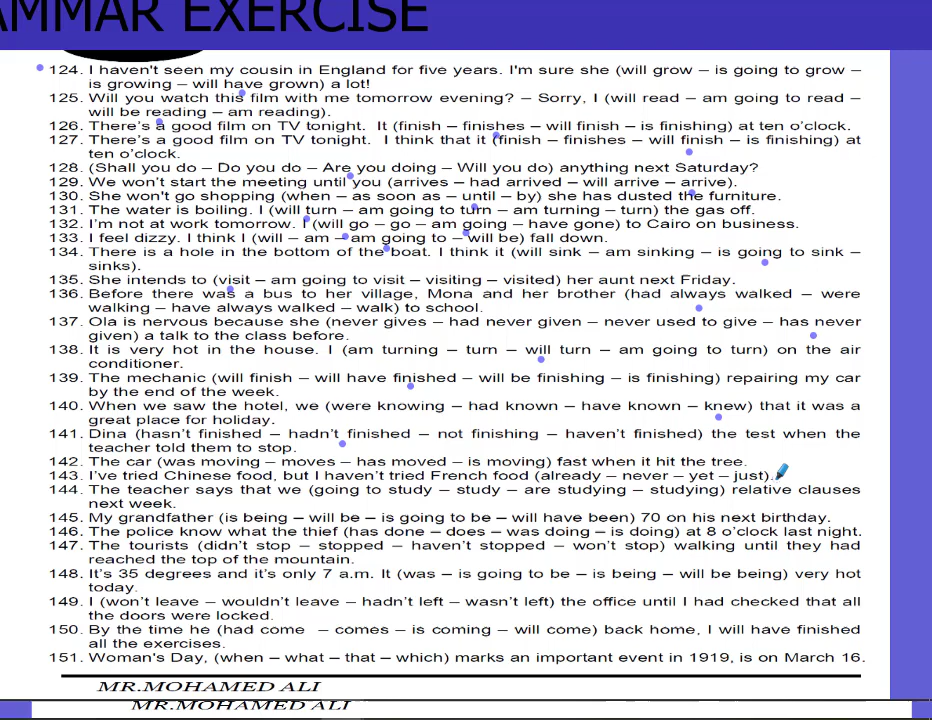 AMMAR EXERCISE
124. I haven't seen my cousin in England for five years. I'm sure she (will grow – is going to grow –
is growing – will have grown) a lot!
125. Will you watch this film with me tomorrow evening? – Sorry, I (will read – am going to read –
will be reading – am reading).
126. There's a good film on TV tonight. It (finish – finishes – will finish – is finishing) at ten o'clock.
127. There's a good film on TV tonight. I think that it (finish – finishes – will finish – is finishing) at
ten o'clock.
128. (Shall you do – Do you do – Are you doing – Will you do) anything next Saturday?
129. We won't start the meeting until you (arrives – had arrived – will arrive – arrive).
130. She won't go shopping (when – as soon as – until – by) she has dusted the furniture.
131. The water is boiling. I (will turn – am going to turn – am turning – turn) the gas off.
132. I'm not at work tomorrow. I (will go – go – am going – have gone) to Cairo on business.
133. I feel dizzy. I think I (will – am – am going to – will be) fall down.
134. There is a hole in the bottom of the boat. I think it (will sink – am sinking – is going to sink –
sinks).
135. She intends to (visit – am going to visit – visiting – visited) her aunt next Friday.
136. Before there was a bus to her village, Mona and her brother (had always walked – were
walking – have always walked – walk) to school.
137. Ola is nervous because she (never gives – had never given – never used to give – has never
given) a talk to the class before.
138. It is very hot in the house. I (am turning – turn – will turn – am going to turn) on the air
conditioner.
139. The mechanic (will finish – will have finished – will be finishing – is finishing) repairing my car
by the end of the week.
140. When we saw the hotel, we (were knowing – had known – have known – knew) that it was a
great place for holiday.
141. Dina (hasn't finished – hadn't finished – not finishing – haven't finished) the test when the
teacher told them to stop.
142. The car (was moving – moves – has moved – is moving) fast when it hit the tree.
143. I've tried Chinese food, but I haven't tried French food (already – never – yet – just).
144. The teacher says that we (going to study – study – are studying – studying) relative clauses
next week.
145. My grandfather (is being – will be – is going to be – will have been) 70 on his next birthday.
146. The police know what the thief (has done – does – was doing – is doing) at 8 o'clock last night.
147. The tourists (didn't stop – stopped – haven't stopped – won't stop) walking until they had
reached the top of the mountain.
148. It's 35 degrees and it's only 7 a.m. It (was – is going to be – is being – will be being) very hot
today.
149. I (won't leave – wouldn't leave – hadn't left – wasn't left) the office until I had checked that all
the doors were locked.
150. By the time he (had come – comes – is coming – will come) back home, I will have finished
all the exercises.
151. Woman's Day, (when – what – that – which) marks an important event in 1919, is on March 16.
MR.MOHAMED ALI
MR.MOHAMED ALI